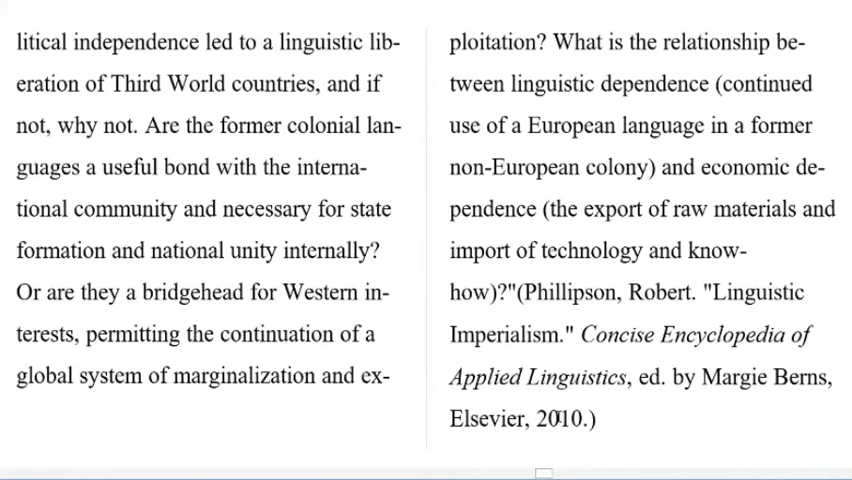 litical independence led to a linguistic lib-
eration of Third World countries, and if
not, why not. Are the former colonial lan-
guages a useful bond with the interna-
tional community and necessary for state
formation and national unity internally?
Or are they a bridgehead for Western in-
terests, permitting the continuation of a
global system of marginalization and ex-
ploitation? What is the relationship be-
tween linguistic dependence (continued
use of a European language in a former
non-European colony) and economic de-
pendence (the export of raw materials and
import of technology and know-
how)?"(Phillipson, Robert. "Linguistic
Imperialism." Concise Encyclopedia of
Applied Linguistics, ed. by Margie Berns,
Elsevier, 2010.)